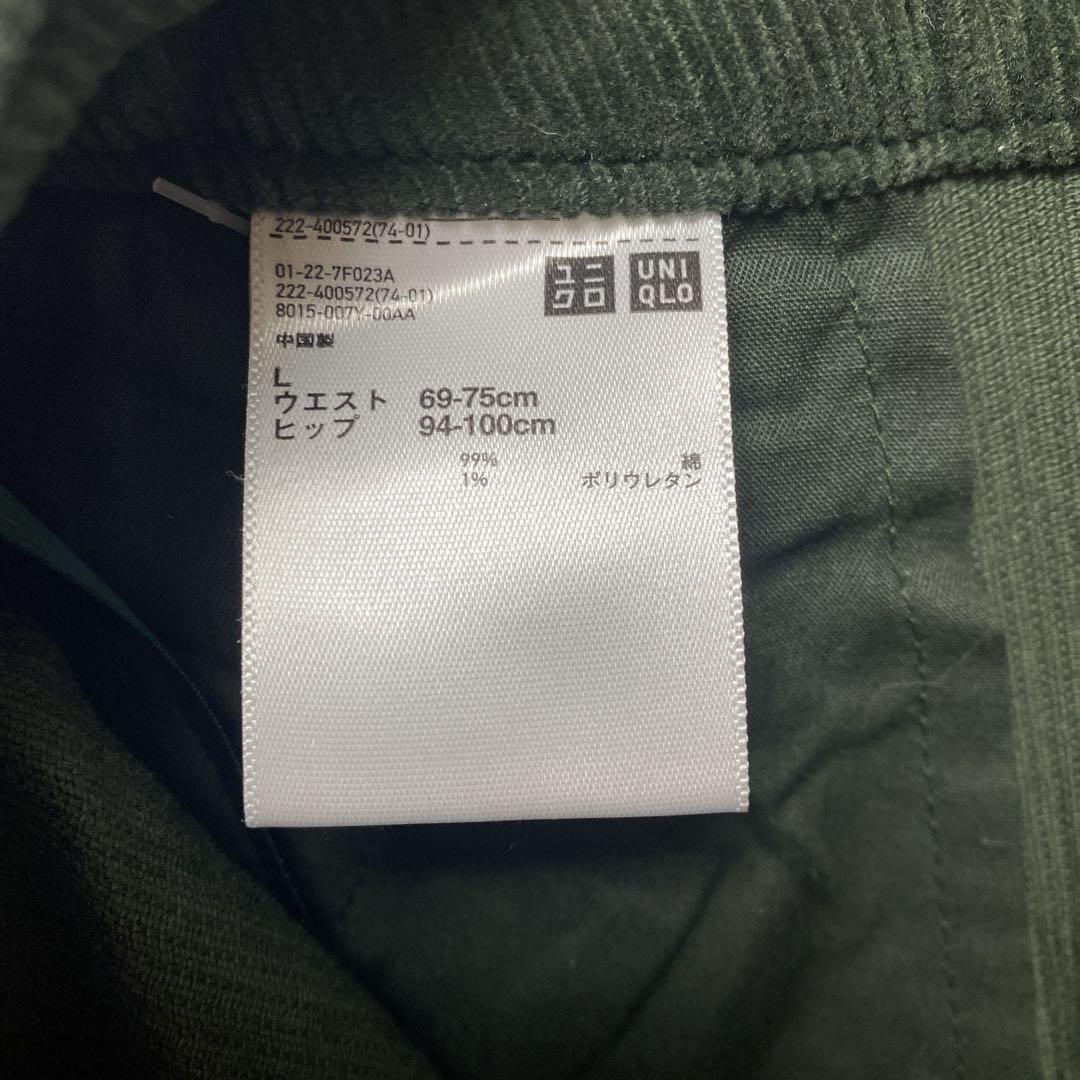 222-400572(74-01)
01-22-7F023A
222-400572(74-01)
8015-007Y-00AA
中国製
ユニクロ
UNIQLO
L
ウエスト 69-75cm
ヒップ 94-100cm
99% 綿
1% ポリウレタン